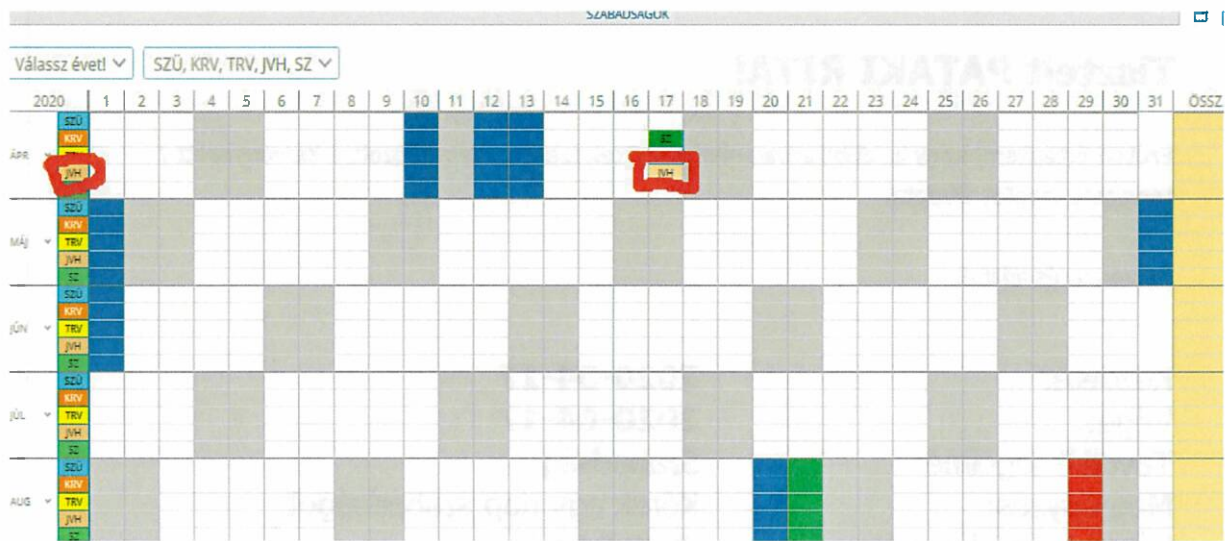 SZABADSÁGOK
Válassz évet! SZÜ, KRV, TRV, JVH, SZ
2020 1 2 3 4 5 6 7 8 9 10 11 12 13 14 15 16 17 18 19 20 21 22 23 24 25 26 27 28 29 30 31 ÖSSZ
SZÜ
KRV SZ
ÁPR
JVH JVH
SZÜ
KRV
MÁJ TRV
JVH
SZ
SZÜ
KRV
JÚN TRV
JVH
SZ
SZÜ
KRV
JÚL TRV
JVH
SZ
SZÜ
KRV
AUG TRV
JVH
SZ